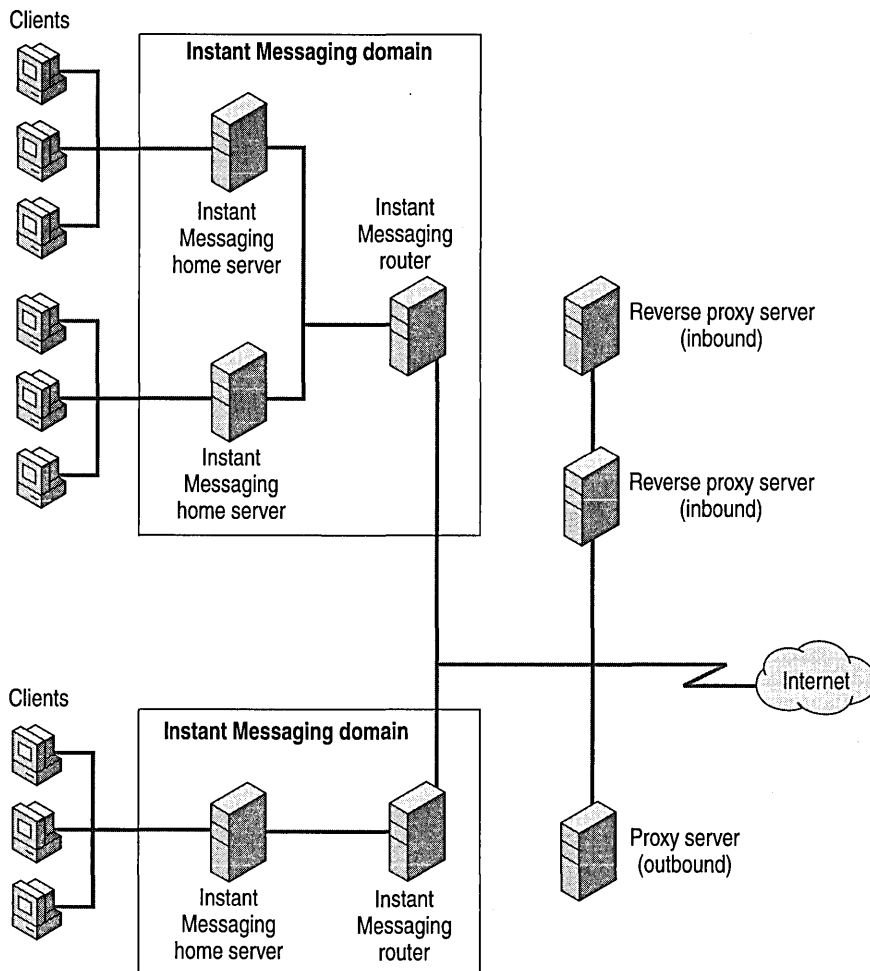 Clients
Instant Messaging domain
Instant
Messaging
home server
Instant
Messaging
router
Instant
Messaging
home server
Reverse proxy server
(inbound)
Reverse proxy server
(inbound)
Internet
Clients
Instant Messaging domain
Instant
Messaging
home server
Instant
Messaging
router
Proxy server
(outbound)